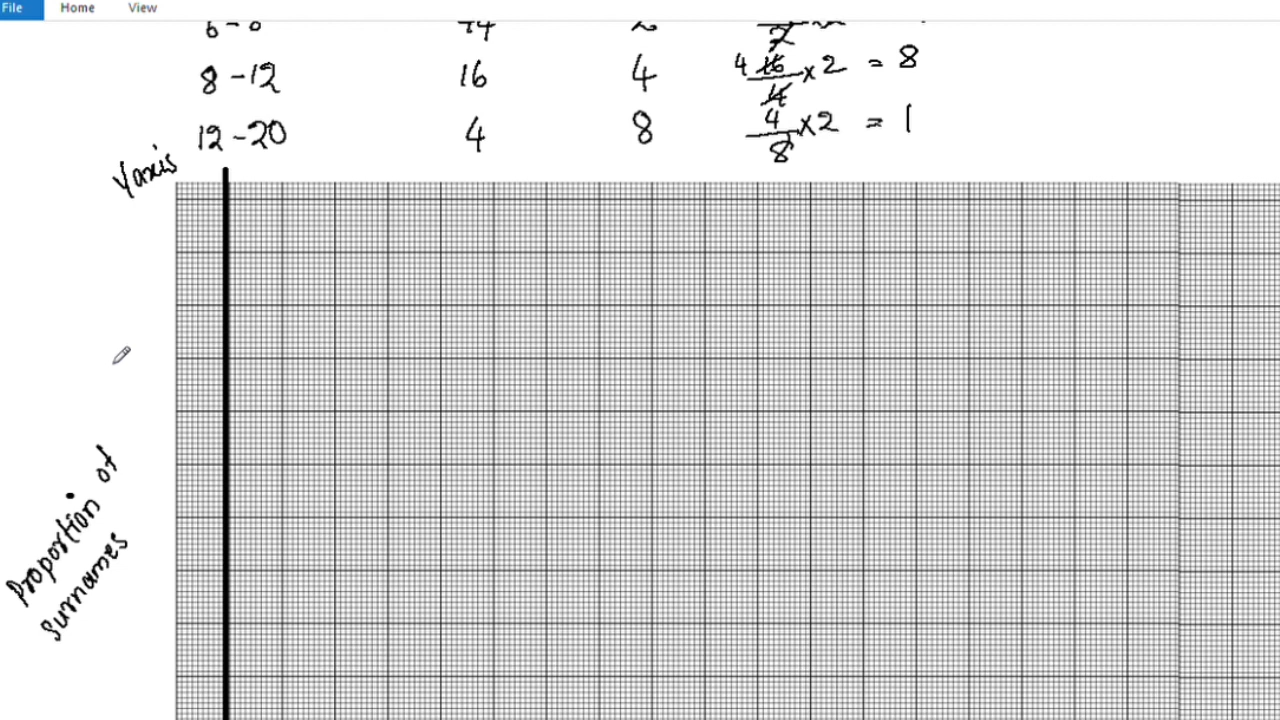 File Home View
8-12 16 4 4 16/4 ×2 = 8
12-20 4 8 4/8 ×2 = 1
Yaxis
Proportion of
surnames